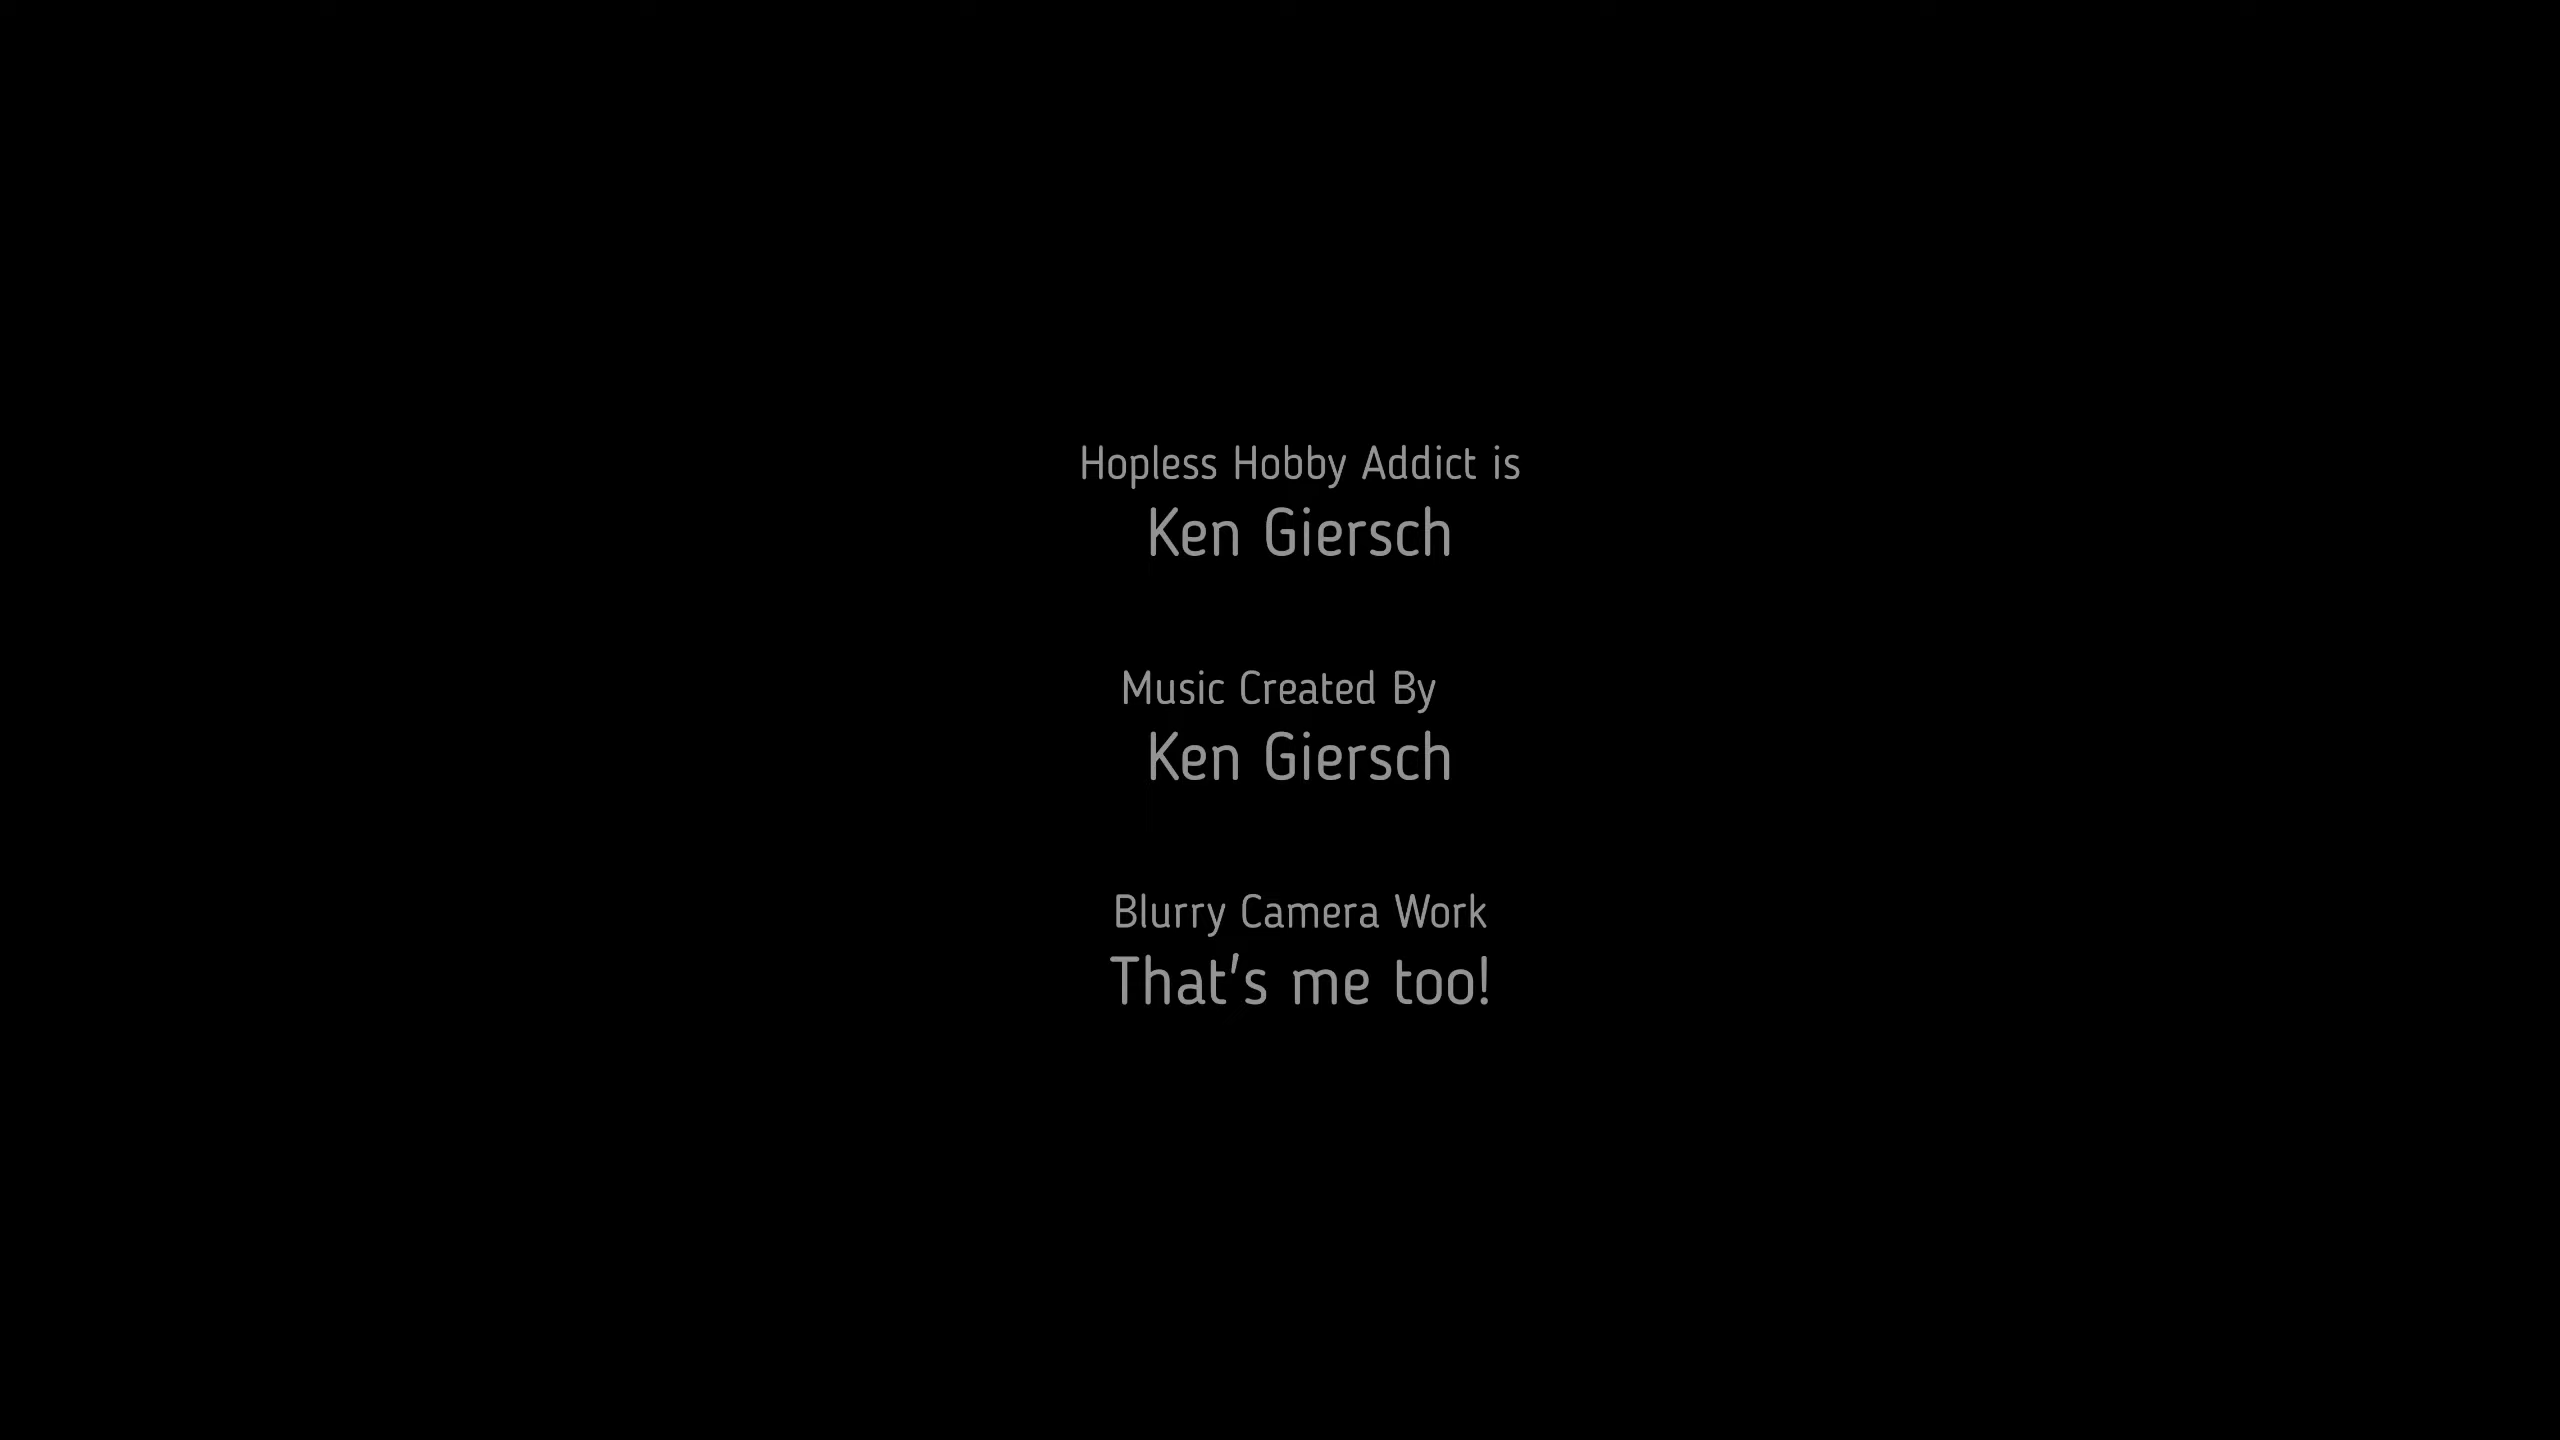 Hopless Hobby Addict is
Ken Giersch
Music Created By
Ken Giersch
Blurry Camera Work
That's me too!